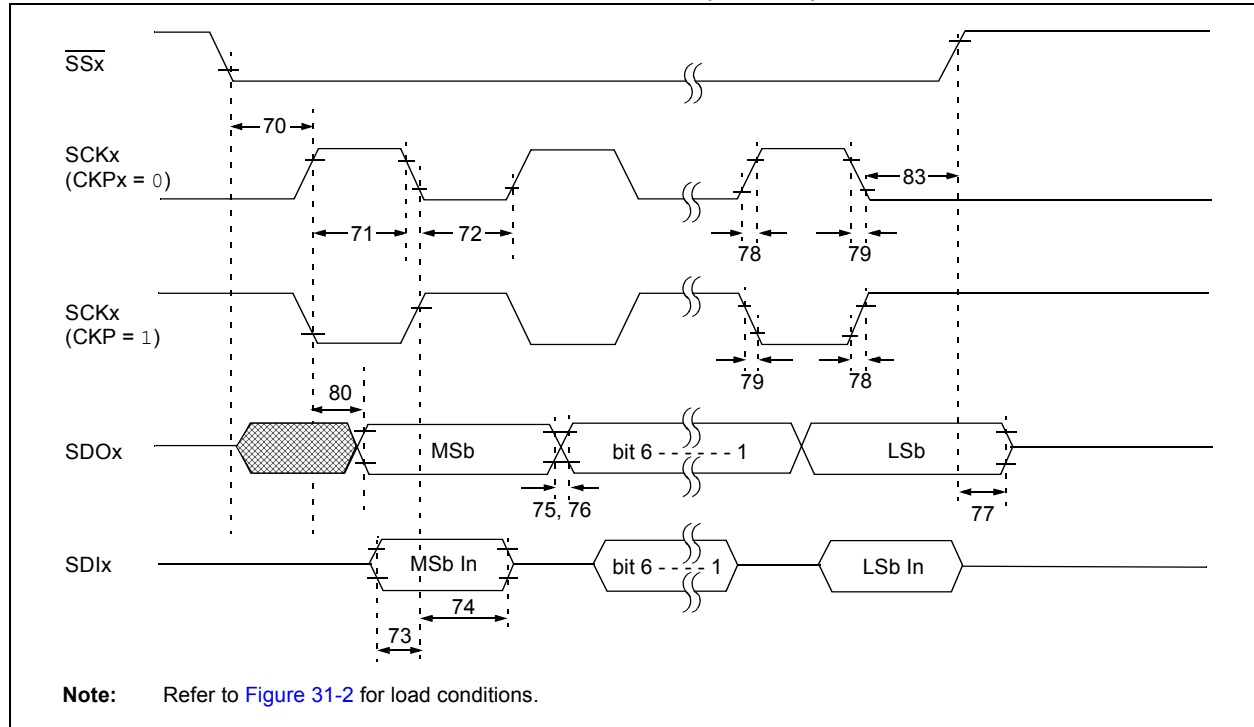 SSx
70
SCKx
(CKPx = 0)
83
71
72
78
79
SCKx
(CKP = 1)
79
78
80
SDOx
MSb
bit 6 - - - - - - 1
LSb
75, 76
77
SDIx
MSb In
bit 6 - - - - 1
LSb In
74
73
Note: Refer to Figure 31-2 for load conditions.